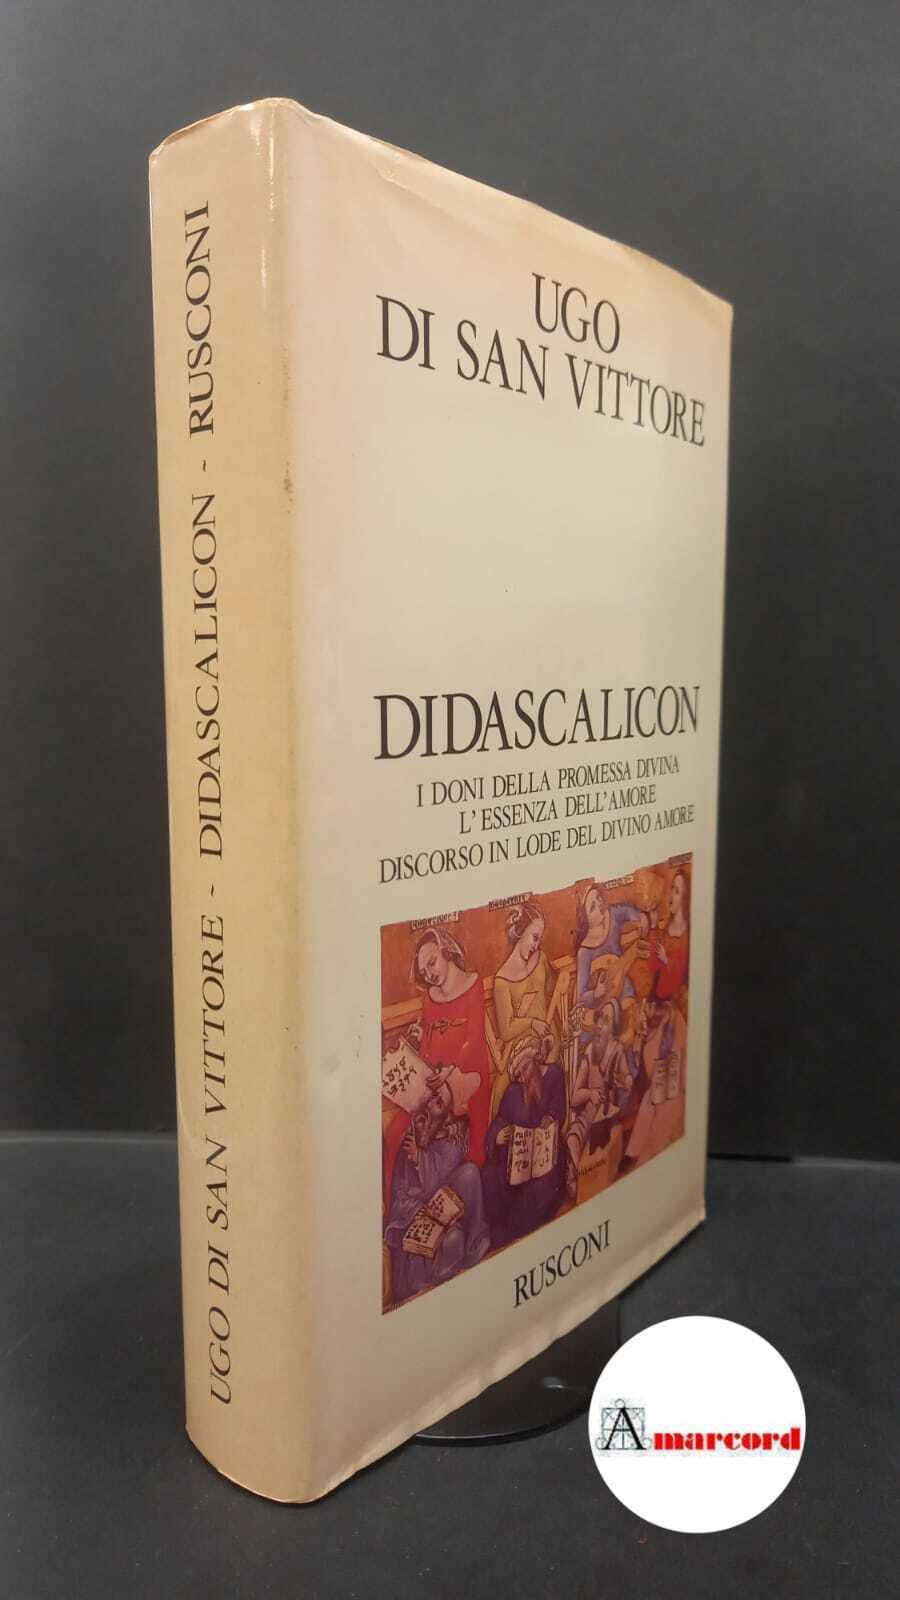 UGO DI SAN VITTORE - DIDASCALICON - RUSCONI
UGO
DI SAN VITTORE
DIDASCALICON
I DONI DELLA PROMESSA DIVINA
L'ESSENZA DELL'AMORE
DISCORSO IN LODE DEL DIVINO AMORE
RUSCONI
Amarcord